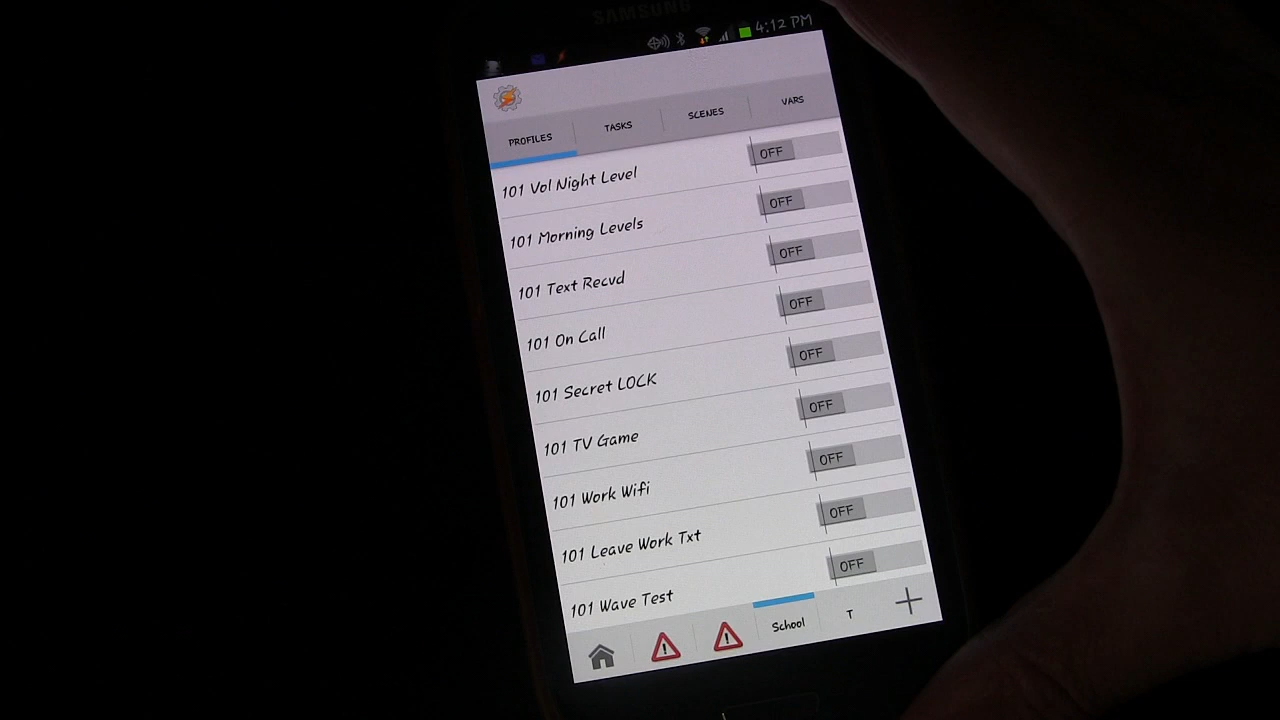 SAMSUNG
4:12 PM
PROFILES TASKS SCENES VARS
101 Vol Night Level OFF
101 Morning Levels OFF
101 Text Recvd OFF
101 On Call OFF
101 Secret LOCK OFF
101 TV Game OFF
101 Work Wifi OFF
101 Leave Work Txt OFF
101 Wave Test OFF
School T